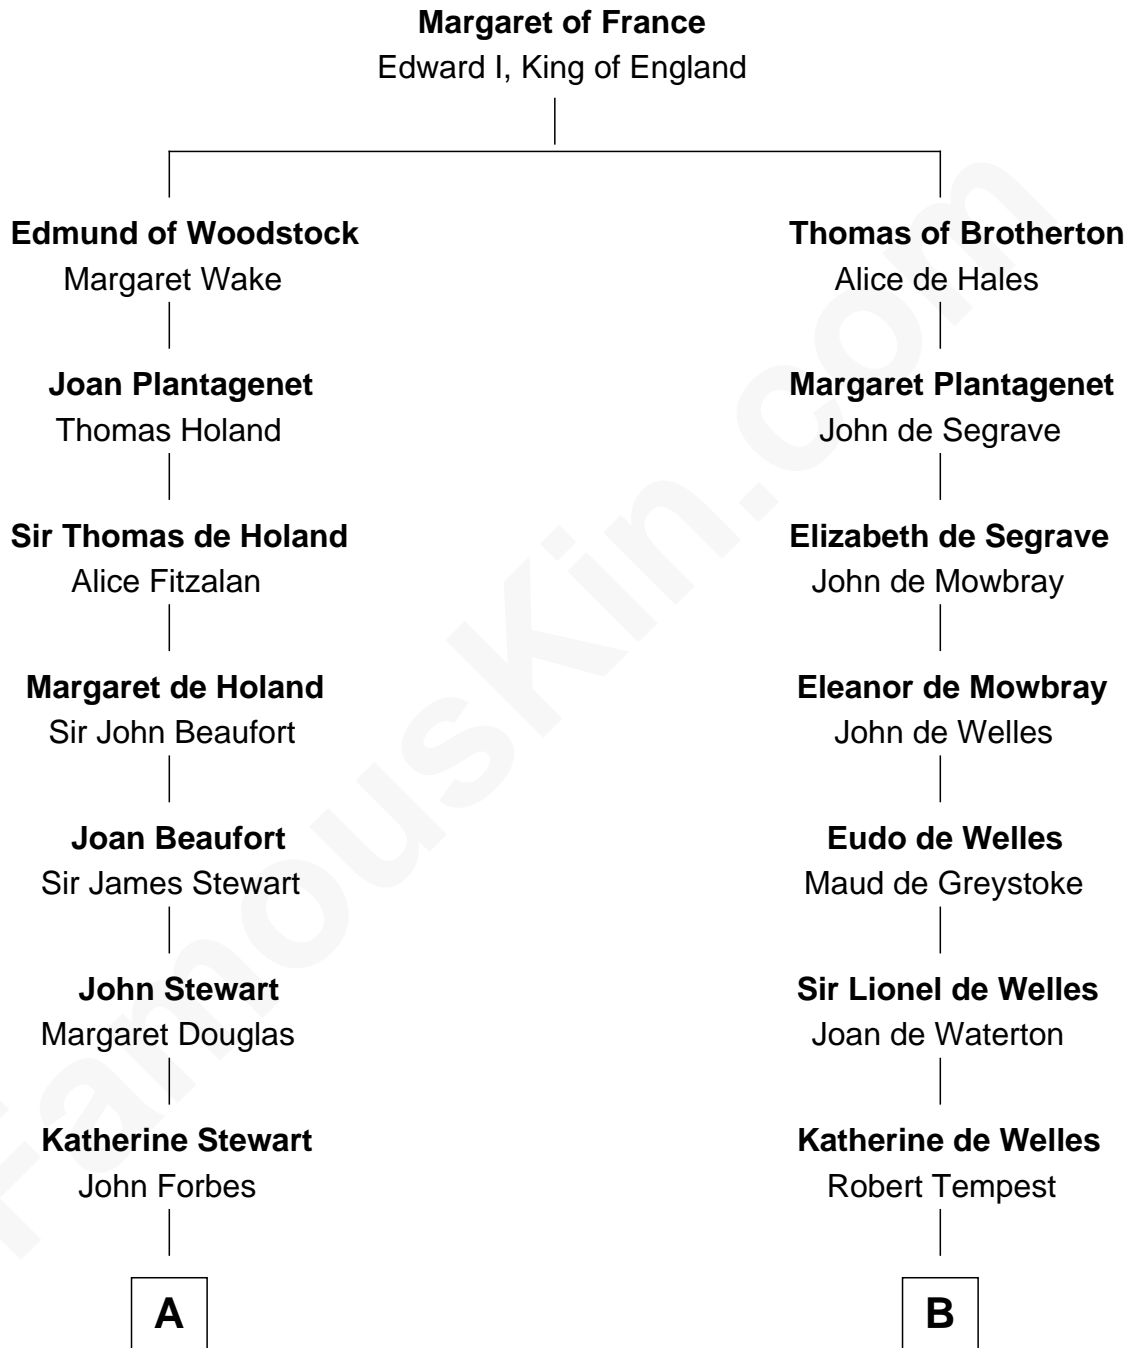 Margaret of France
Edward I, King of England
Edmund of Woodstock
Margaret Wake
Joan Plantagenet
Thomas Holand
Sir Thomas de Holand
Alice Fitzalan
Margaret de Holand
Sir John Beaufort
Joan Beaufort
Sir James Stewart
John Stewart
Margaret Douglas
Katherine Stewart
John Forbes
A
Thomas of Brotherton
Alice de Hales
Margaret Plantagenet
John de Segrave
Elizabeth de Segrave
John de Mowbray
Eleanor de Mowbray
John de Welles
Eudo de Welles
Maud de Greystoke
Sir Lionel de Welles
Joan de Waterton
Katherine de Welles
Robert Tempest
B
FamousKin.com